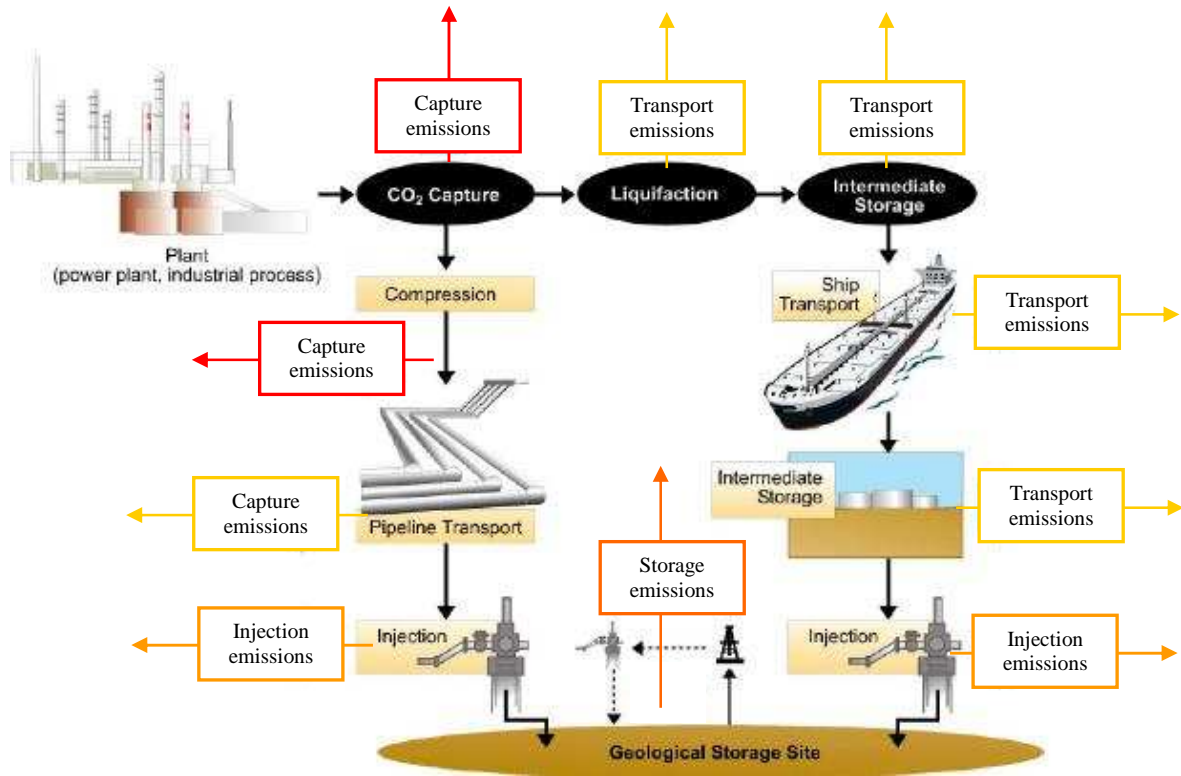 Capture
emissions
Transport
emissions
Transport
emissions
CO₂ Capture
Liquifaction
Intermediate
Storage
Plant
(power plant, industrial process)
Compression
Ship
Transport
Transport
emissions
Capture
emissions
Capture
emissions
Pipeline Transport
Intermediate
Storage
Transport
emissions
Storage
emissions
Injection
emissions
Injection
Injection
Injection
emissions
Geological Storage Site